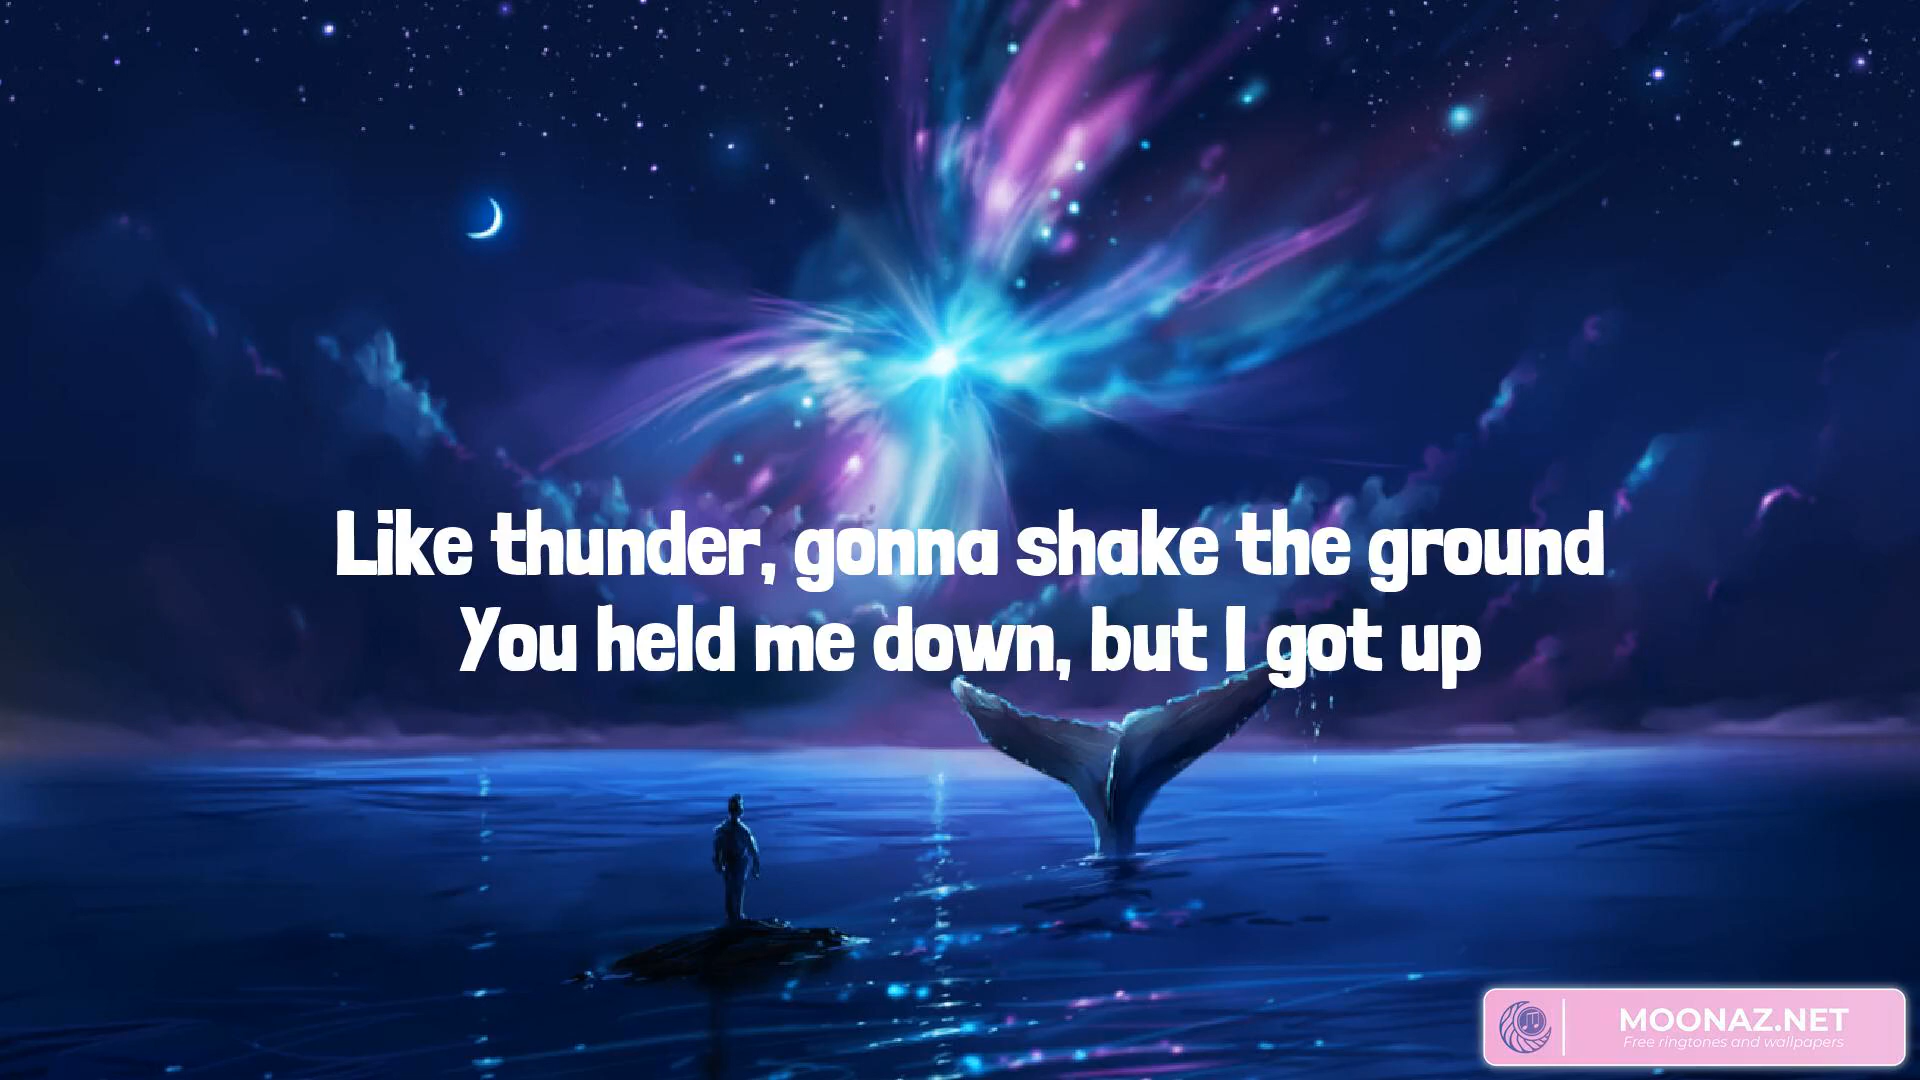 Like thunder, gonna shake the ground
You held me down, but I got up
MOONAZ.NET
Free ringtones and wallpapers